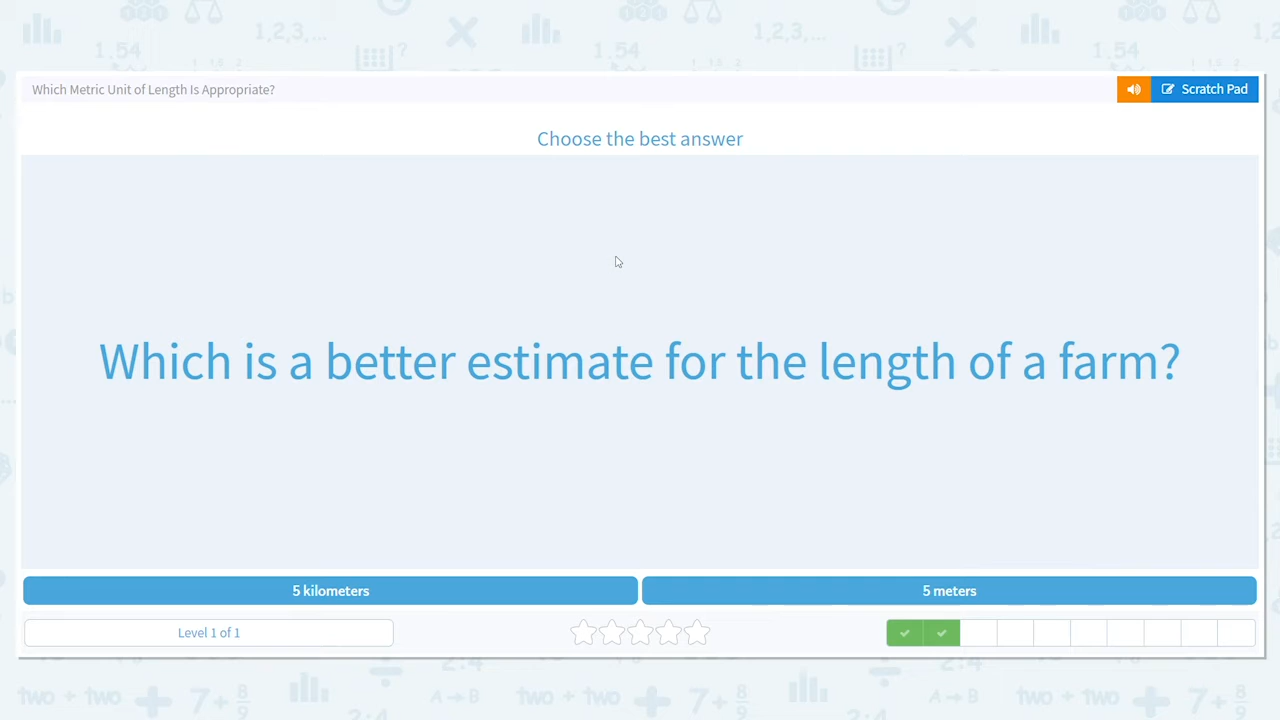 Which Metric Unit of Length Is Appropriate?
Scratch Pad
Choose the best answer
Which is a better estimate for the length of a farm?
5 kilometers
5 meters
Level 1 of 1